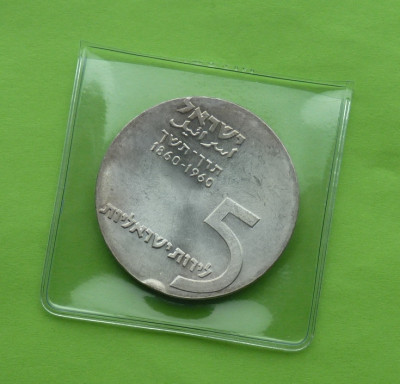 ישראל
اسرائيل
תר"ך-תש"ך
1860-1960
5
לירות ישראליות